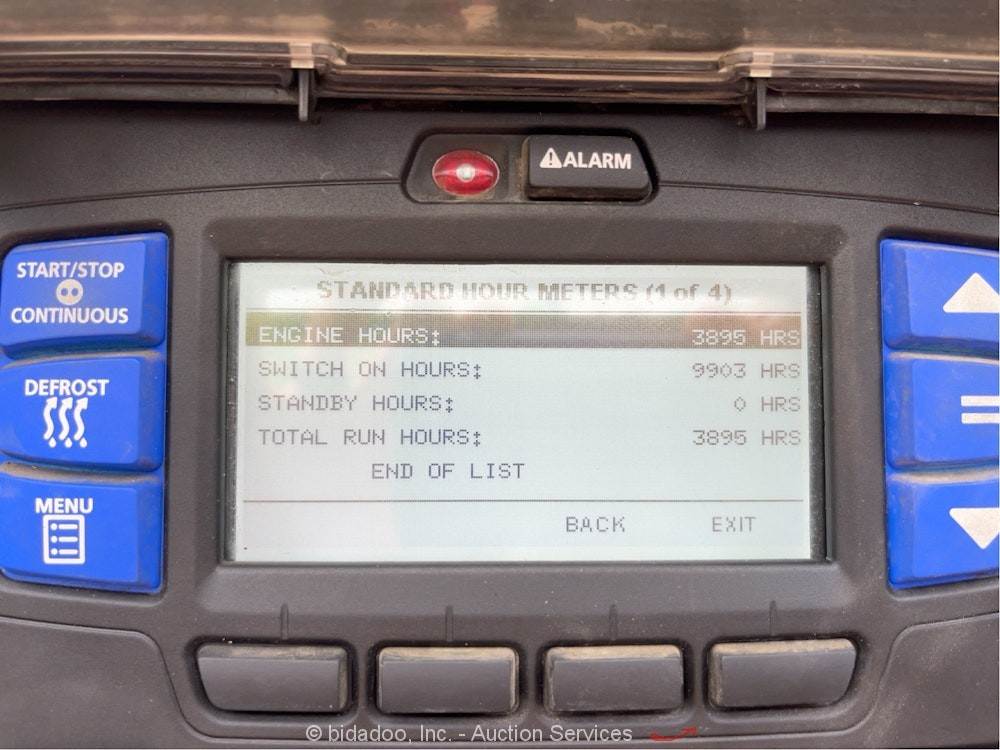 ALARM
START/STOP
CONTINUOUS
DEFROST
MENU
STANDARD HOUR METERS (1 of 4)
ENGINE HOURS: 3895 HRS
SWITCH ON HOURS: 9903 HRS
STANDBY HOURS: 0 HRS
TOTAL RUN HOURS: 3895 HRS
END OF LIST
BACK EXIT
=
© bidadoo, Inc. - Auction Services